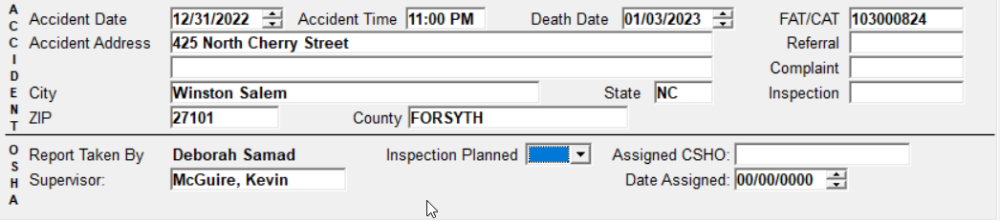 ACCIDENT
Accident Date 12/31/2022 Accident Time 11:00 PM Death Date 01/03/2023 FAT/CAT 103000824
Accident Address 425 North Cherry Street Referral
Complaint
City Winston Salem State NC Inspection
ZIP 27101 County FORSYTH
OSHA
Report Taken By Deborah Samad Inspection Planned Assigned CSHO:
Supervisor: McGuire, Kevin Date Assigned: 00/00/0000